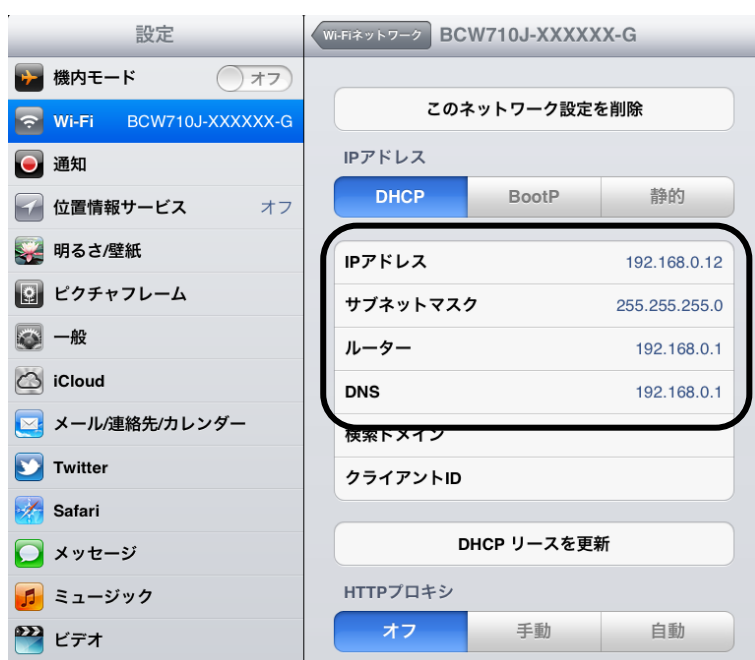 設定
機内モード オフ
Wi-Fi BCW710J-XXXXXX-G
通知
位置情報サービス オフ
明るさ/壁紙
ピクチャフレーム
一般
iCloud
メール/連絡先/カレンダー
Twitter
Safari
メッセージ
ミュージック
ビデオ
Wi-Fiネットワーク BCW710J-XXXXXX-G
このネットワーク設定を削除
IPアドレス
DHCP BootP 静的
IPアドレス 192.168.0.12
サブネットマスク 255.255.255.0
ルーター 192.168.0.1
DNS 192.168.0.1
検索ドメイン
クライアントID
DHCP リースを更新
HTTPプロキシ
オフ 手動 自動